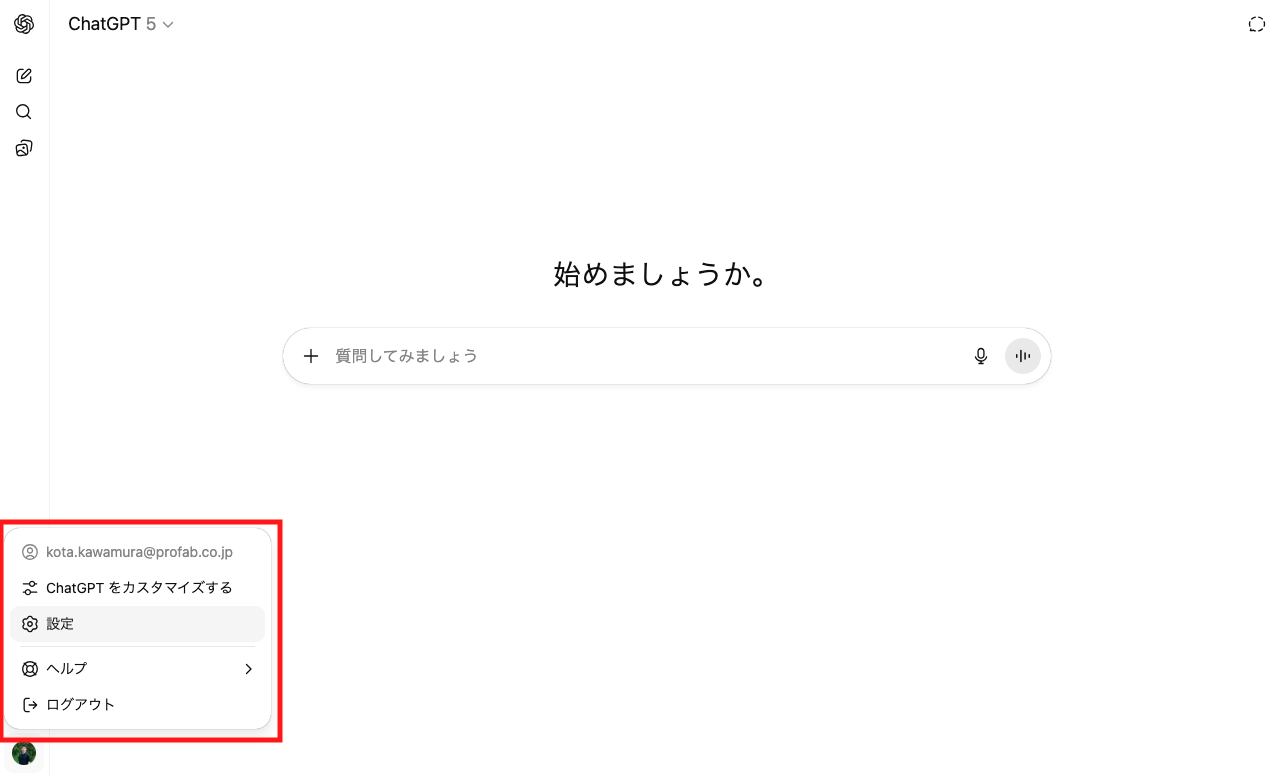 ChatGPT 5
始めましょうか。
質問してみましょう
kota.kawamura@profab.co.jp
ChatGPT をカスタマイズする
設定
ヘルプ
ログアウト